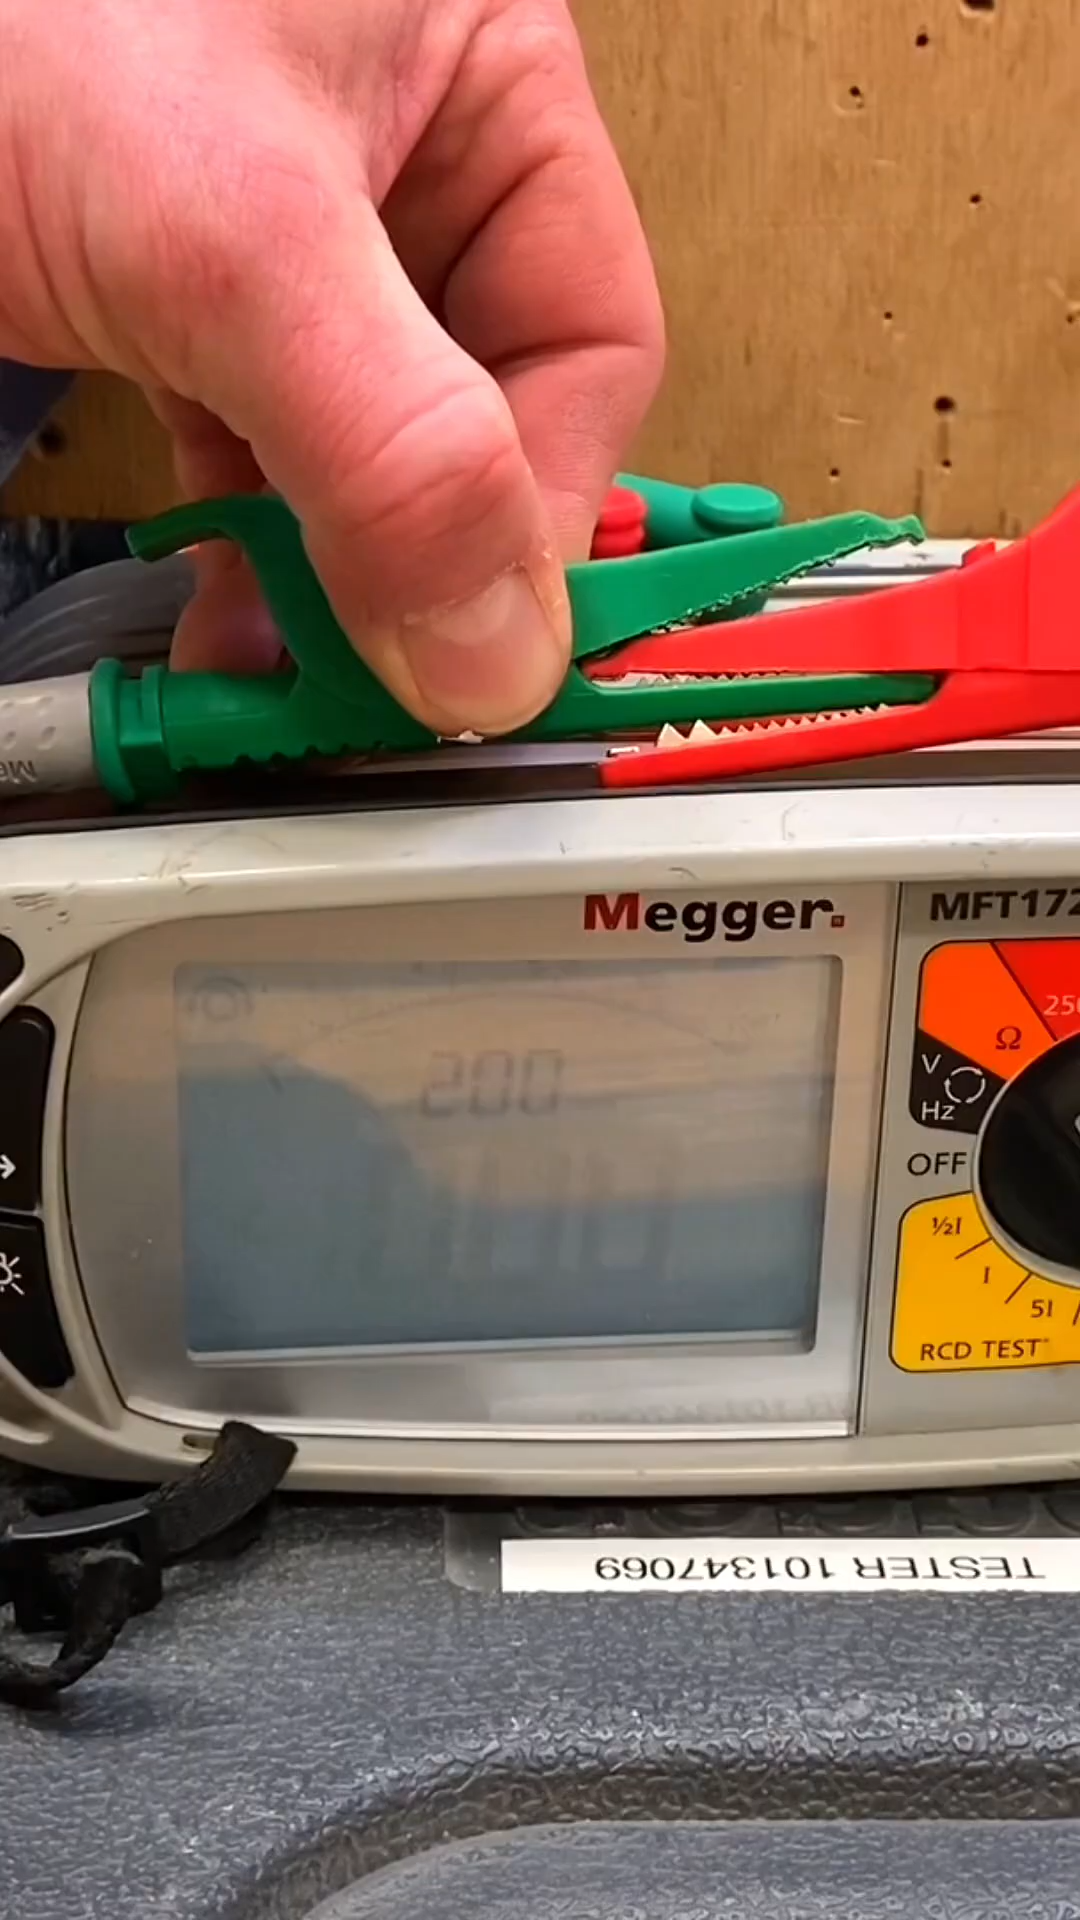 Megger.
MFT172
250
Ω
V
Hz
OFF
½I
I
5I
RCD TEST
200
TESTER 101347069